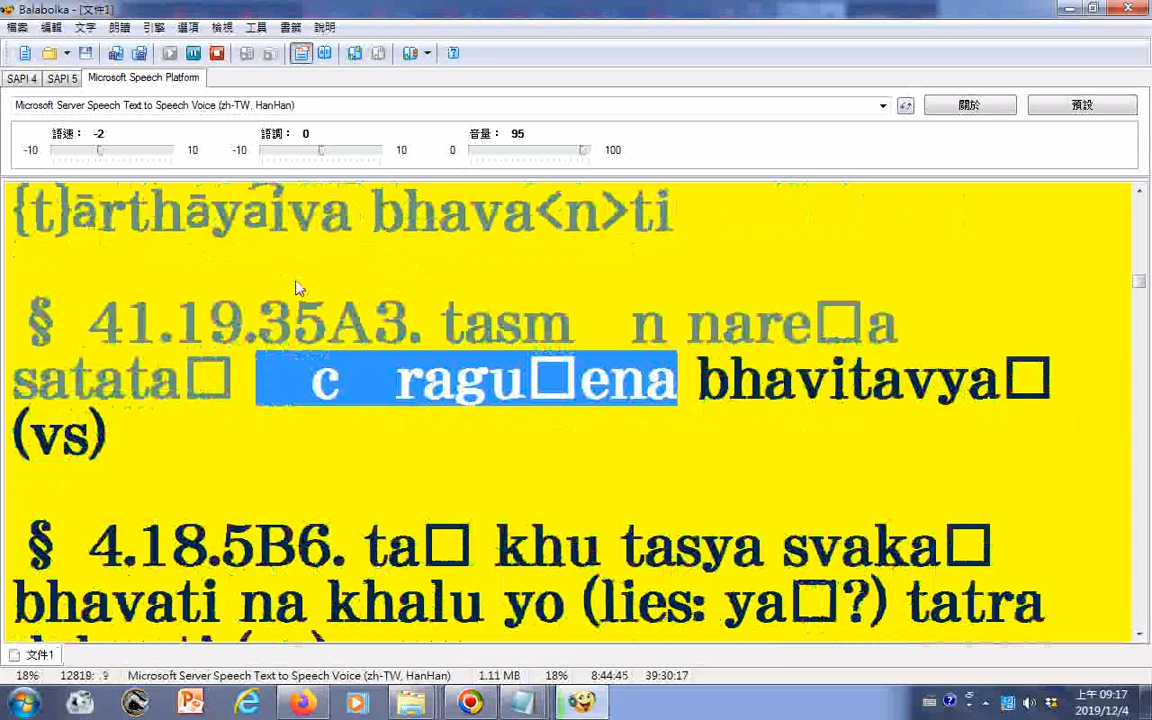 Balabolka - [文件1]
檔案 編輯 文字 朗讀 引擎 選項 檢視 工具 書籤 說明
SAPI 4 SAPI 5 Microsoft Speech Platform
Microsoft Server Speech Text to Speech Voice (zh-TW, HanHan) 關於 預設
語速： -2 語調： 0 音量： 95
-10 10 -10 10 0 100
{t}ārthāyaiva bhava<n>ti
§ 41.19.35A3. tasm n nare□a
satata□ c ragu□ena bhavitavya□
(vs)
§ 4.18.5B6. ta□ khu tasya svaka□
bhavati na khalu yo (lies: ya□?) tatra
文件1
18% 12819: Microsoft Server Speech Text to Speech Voice (zh-TW, HanHan) 1.11 MB 18% 8:44:45 39:30:17
上午 09:17
2019/12/4